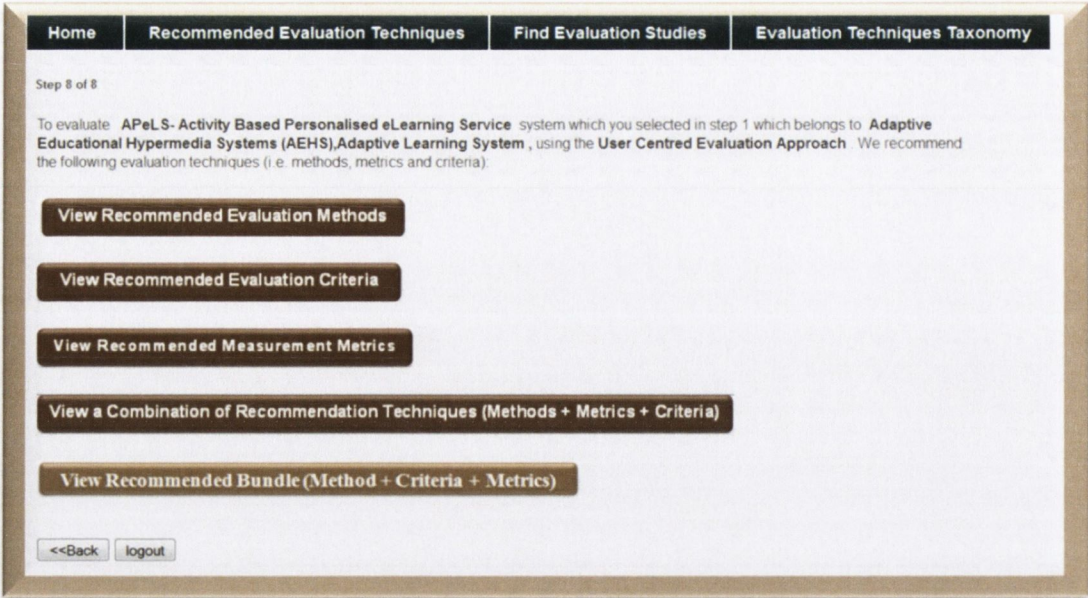 Home Recommended Evaluation Techniques Find Evaluation Studies Evaluation Techniques Taxonomy
Step 8 of 8
To evaluate APeLS- Activity Based Personalised eLearning Service system which you selected in step 1 which belongs to Adaptive
Educational Hypermedia Systems (AEHS),Adaptive Learning System , using the User Centred Evaluation Approach . We recommend
the following evaluation techniques (i.e. methods, metrics and criteria):
View Recommended Evaluation Methods
View Recommended Evaluation Criteria
View Recommended Measurement Metrics
View a Combination of Recommendation Techniques (Methods + Metrics + Criteria)
View Recommended Bundle (Method + Criteria + Metrics)
<<Back logout